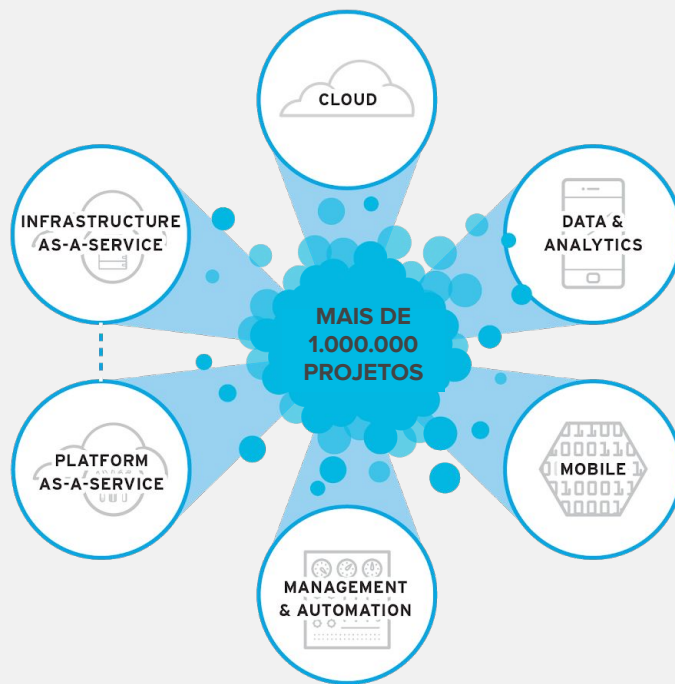 CLOUD
INFRASTRUCTURE
AS-A-SERVICE
DATA &
ANALYTICS
MAIS DE
1.000.000
PROJETOS
PLATFORM
AS-A-SERVICE
MOBILE
MANAGEMENT
& AUTOMATION